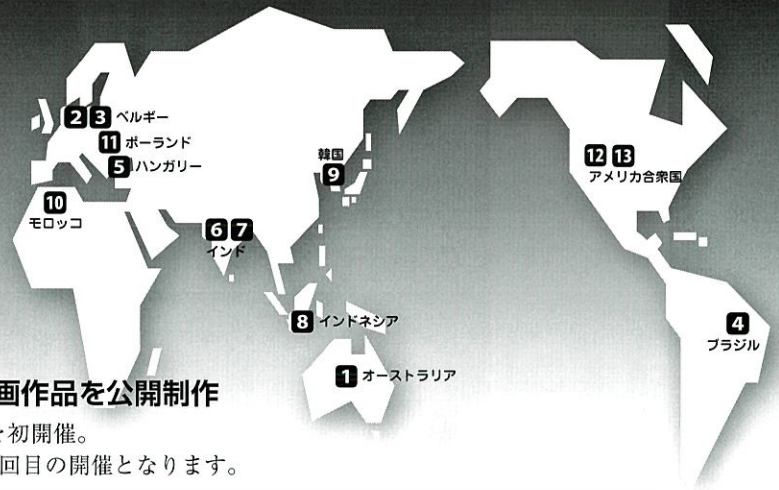 2 3 ベルギー
11 ポーランド
5 ハンガリー
韓国
9
12 13
アメリカ合衆国
10
モロッコ
6 7
インド
8 インドネシア
4
ブラジル
1 オーストラリア
画作品を公開制作
初開催。
回目の開催となります。